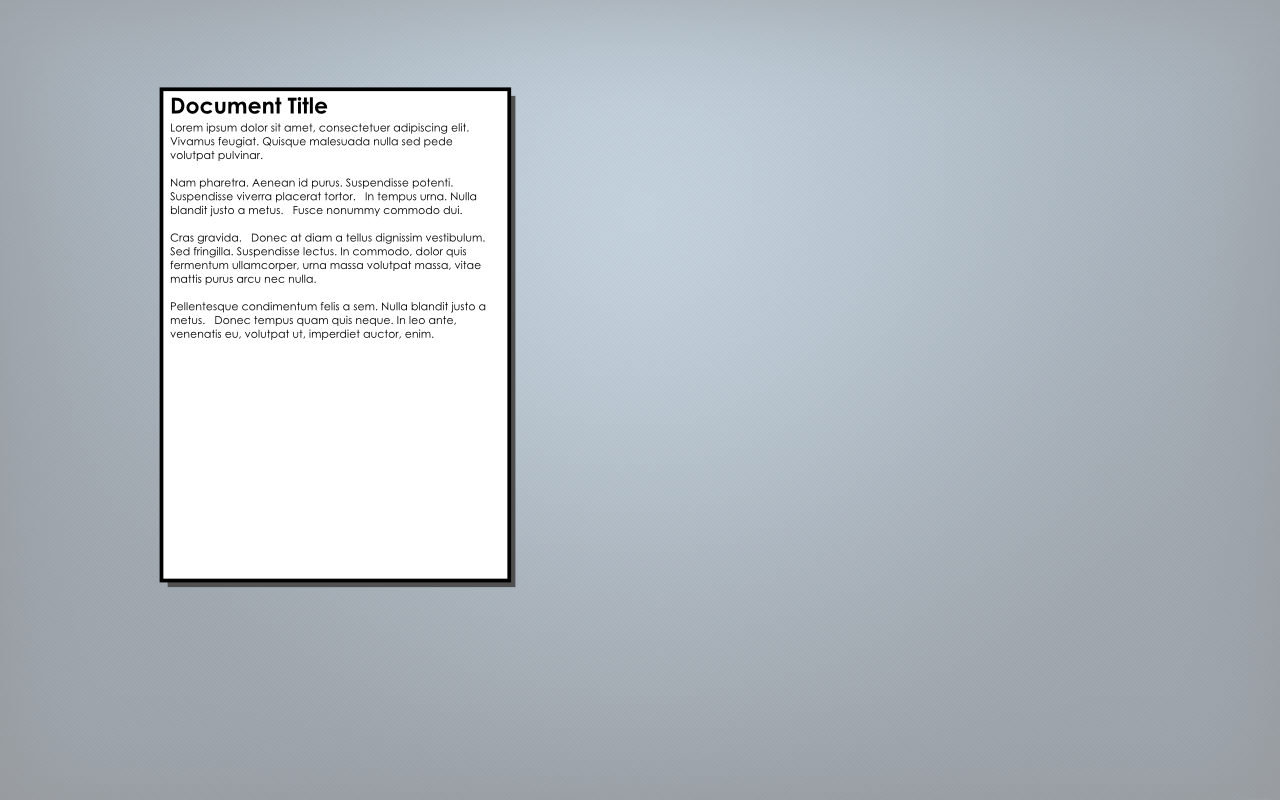 Document Title
Lorem ipsum dolor sit amet, consectetuer adipiscing elit.
Vivamus feugiat. Quisque malesuada nulla sed pede
volutpat pulvinar.
Nam pharetra. Aenean id purus. Suspendisse potenti.
Suspendisse viverra placerat tortor.   In tempus urna. Nulla
blandit justo a metus.   Fusce nonummy commodo dui.
Cras gravida.   Donec at diam a tellus dignissim vestibulum.
Sed fringilla. Suspendisse lectus. In commodo, dolor quis
fermentum ullamcorper, urna massa volutpat massa, vitae
mattis purus arcu nec nulla.
Pellentesque condimentum felis a sem. Nulla blandit justo a
metus.   Donec tempus quam quis neque. In leo ante,
venenatis eu, volutpat ut, imperdiet auctor, enim.